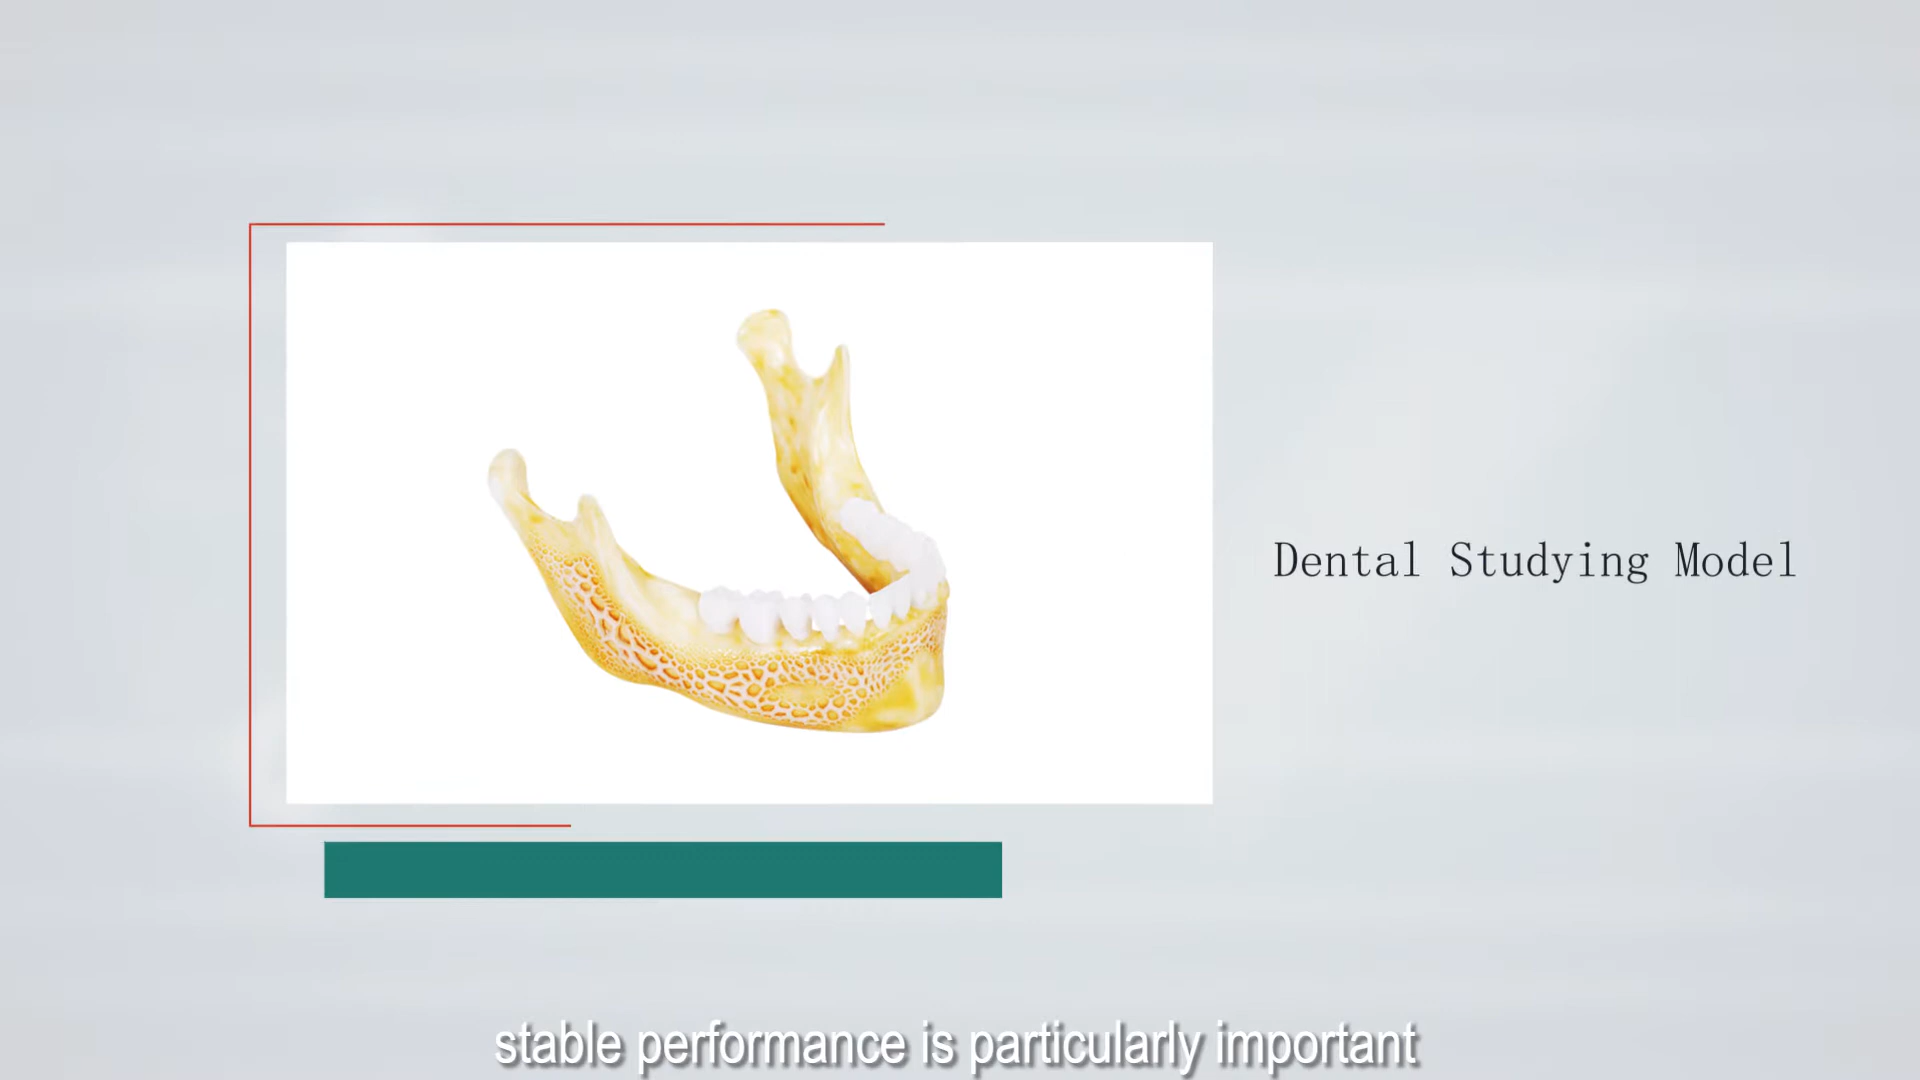 Dental Studying Model
stable performance is particularly important